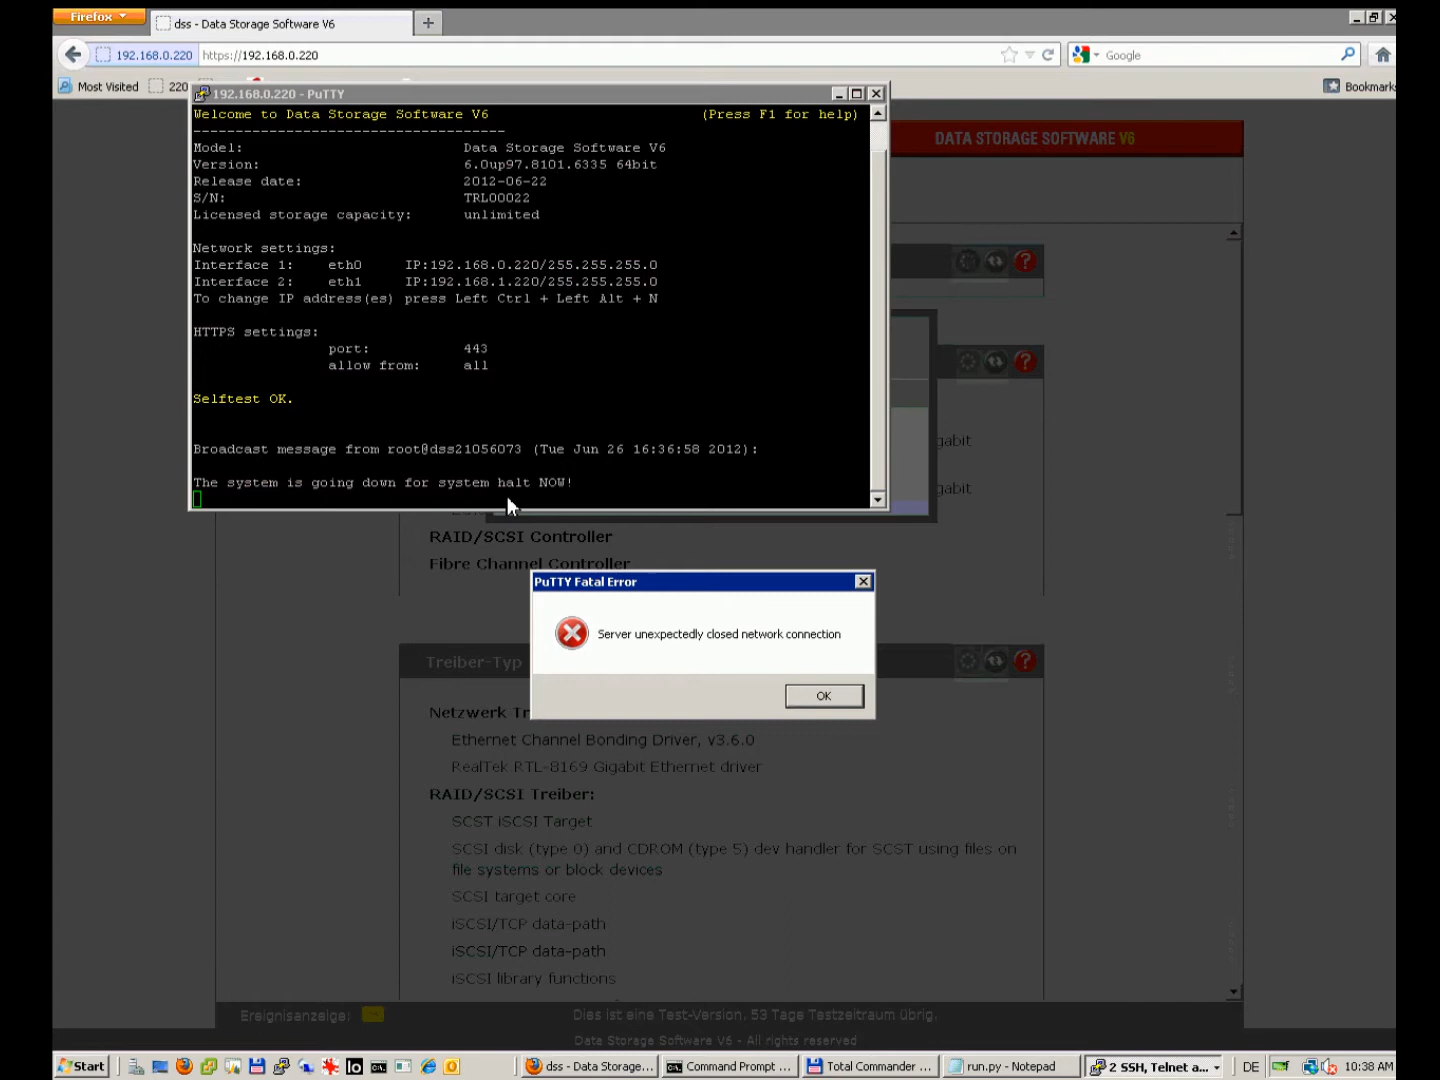 Firefox
dss - Data Storage Software V6
192.168.0.220
https://192.168.0.220
Google
Most Visited
220
Bookmarks
192.168.0.220 - PuTTY
Welcome to Data Storage Software V6 (Press F1 for help)
-------------------------------------
Model: Data Storage Software V6
Version: 6.0up97.8101.6335 64bit
Release date: 2012-06-22
S/N: TRL00022
Licensed storage capacity: unlimited
Network settings:
Interface 1: eth0 IP:192.168.0.220/255.255.255.0
Interface 2: eth1 IP:192.168.1.220/255.255.255.0
To change IP address(es) press Left Ctrl + Left Alt + N
HTTPS settings:
port: 443
allow from: all
Selftest OK.
Broadcast message from root@dss21056073 (Tue Jun 26 16:36:58 2012):
The system is going down for system halt NOW!
DATA STORAGE SOFTWARE V6
gabit
gabit
RAID/SCSI Controller
Fibre Channel Controller
PuTTY Fatal Error
Server unexpectedly closed network connection
OK
Treiber-Typ
Netzwerk Tr
Ethernet Channel Bonding Driver, v3.6.0
RealTek RTL-8169 Gigabit Ethernet driver
RAID/SCSI Treiber:
SCST iSCSI Target
SCSI disk (type 0) and CDROM (type 5) dev handler for SCST using files on
file systems or block devices
SCSI target core
iSCSI/TCP data-path
iSCSI/TCP data-path
iSCSI library functions
Ereignisanzeige:
Dies ist eine Test-Version, 53 Tage Testzeitraum übrig.
Data Storage Software V6 - All rights reserved
Start
dss - Data Storage...
Command Prompt ...
Total Commander ...
run.py - Notepad
2 SSH, Telnet a...
DE
10:38 AM